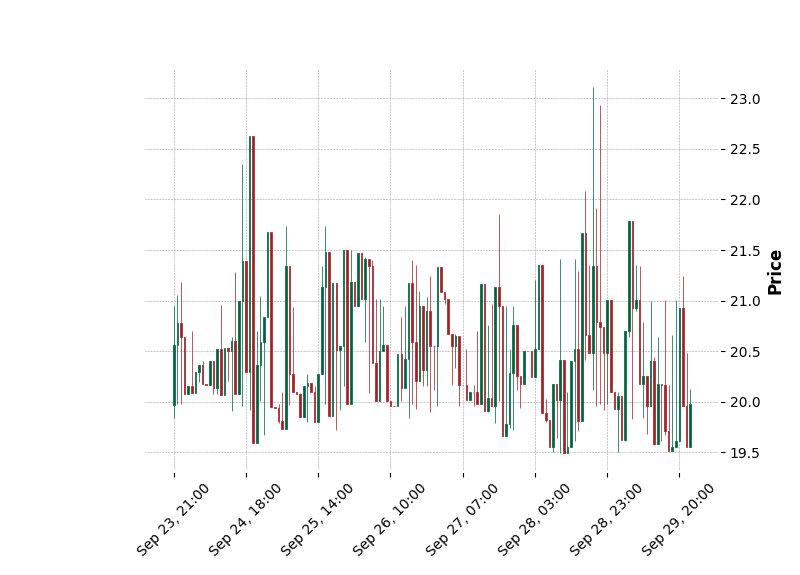 23.0
22.5
22.0
21.5
21.0
20.5
20.0
19.5
Price
Sep 23, 21:00
Sep 24, 18:00
Sep 25, 14:00
Sep 26, 10:00
Sep 27, 07:00
Sep 28, 03:00
Sep 28, 23:00
Sep 29, 20:00